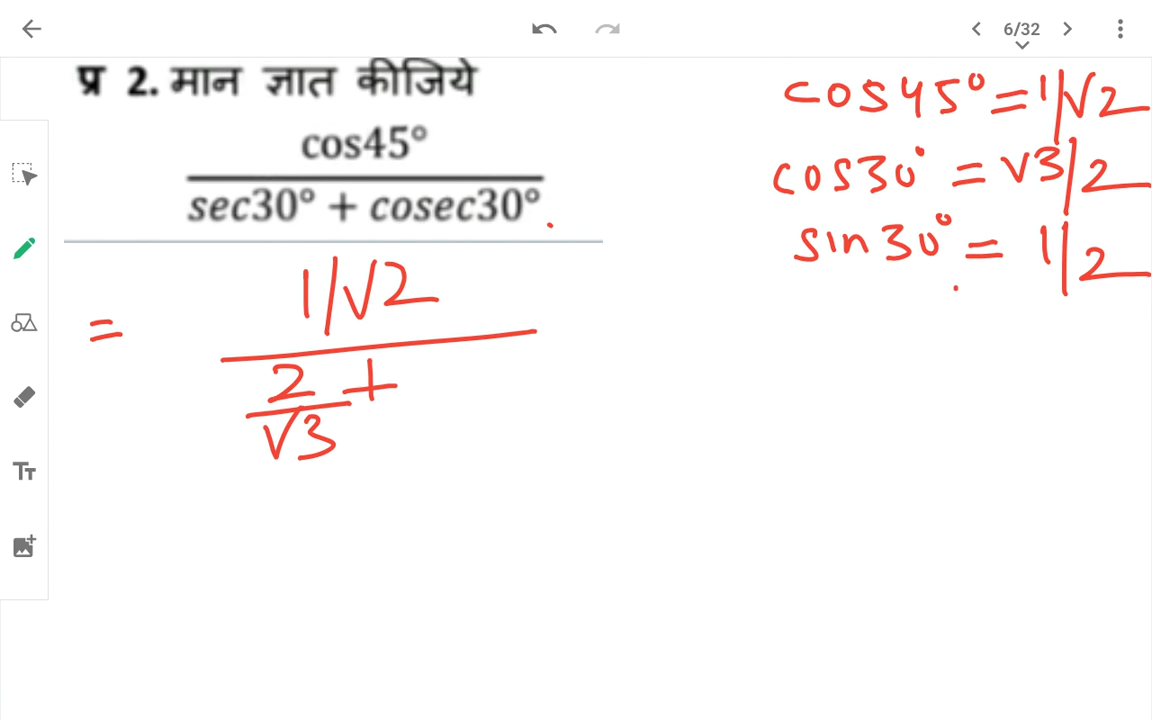 6/32
प्र 2. मान ज्ञात कीजिये
cos45°
sec30° + cosec30°
cos45° = 1/√2
cos30° = √3/2
sin30° = 1/2
= 1/√2
2/√3 +
Tт